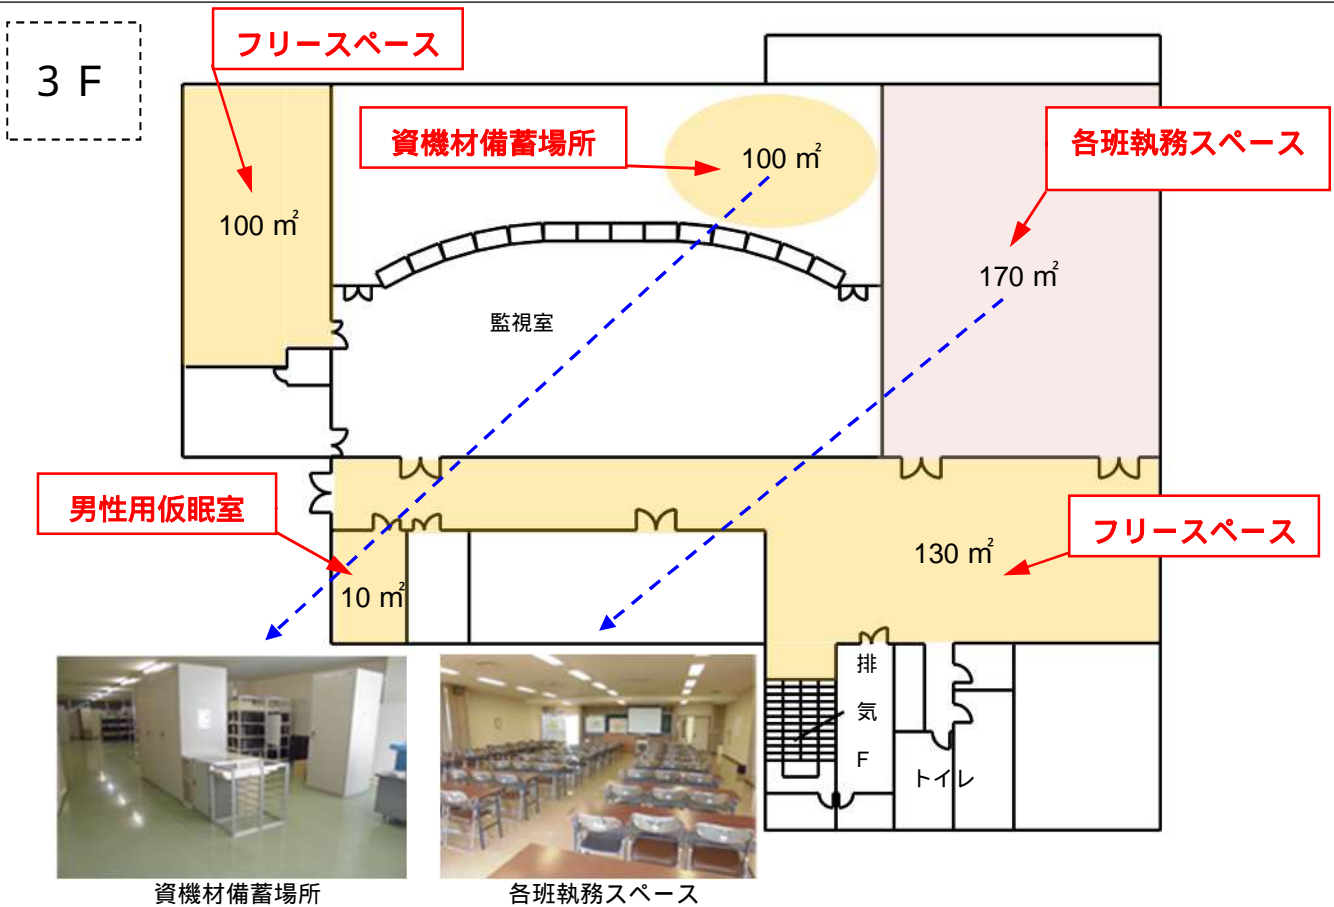 ３Ｆ
フリースペース
資機材備蓄場所
100 ㎡
各班執務スペース
100 ㎡
170 ㎡
監視室
男性用仮眠室
フリースペース
130 ㎡
10 ㎡
排
気
F
トイレ
資機材備蓄場所
各班執務スペース